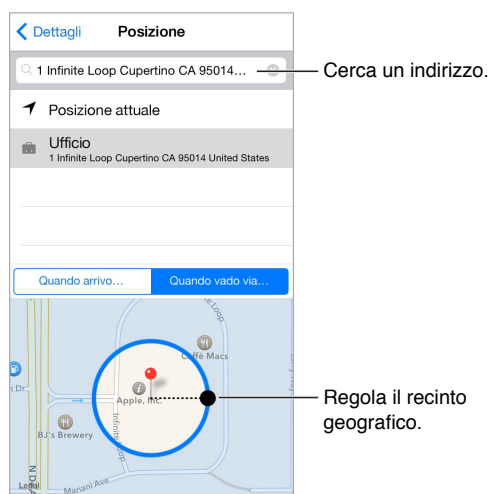 Dettagli Posizione
1 Infinite Loop Cupertino CA 95014…
Cerca un indirizzo.
Posizione attuale
Ufficio
1 Infinite Loop Cupertino CA 95014 United States
Quando arrivo…
Quando vado via…
e Loop
Caffè Macs
Apple, Inc.
n Dr
BJ's Brewery
Infinite Loop
Regola il recinto
geografico.
N D
Legal
Mariani Ave